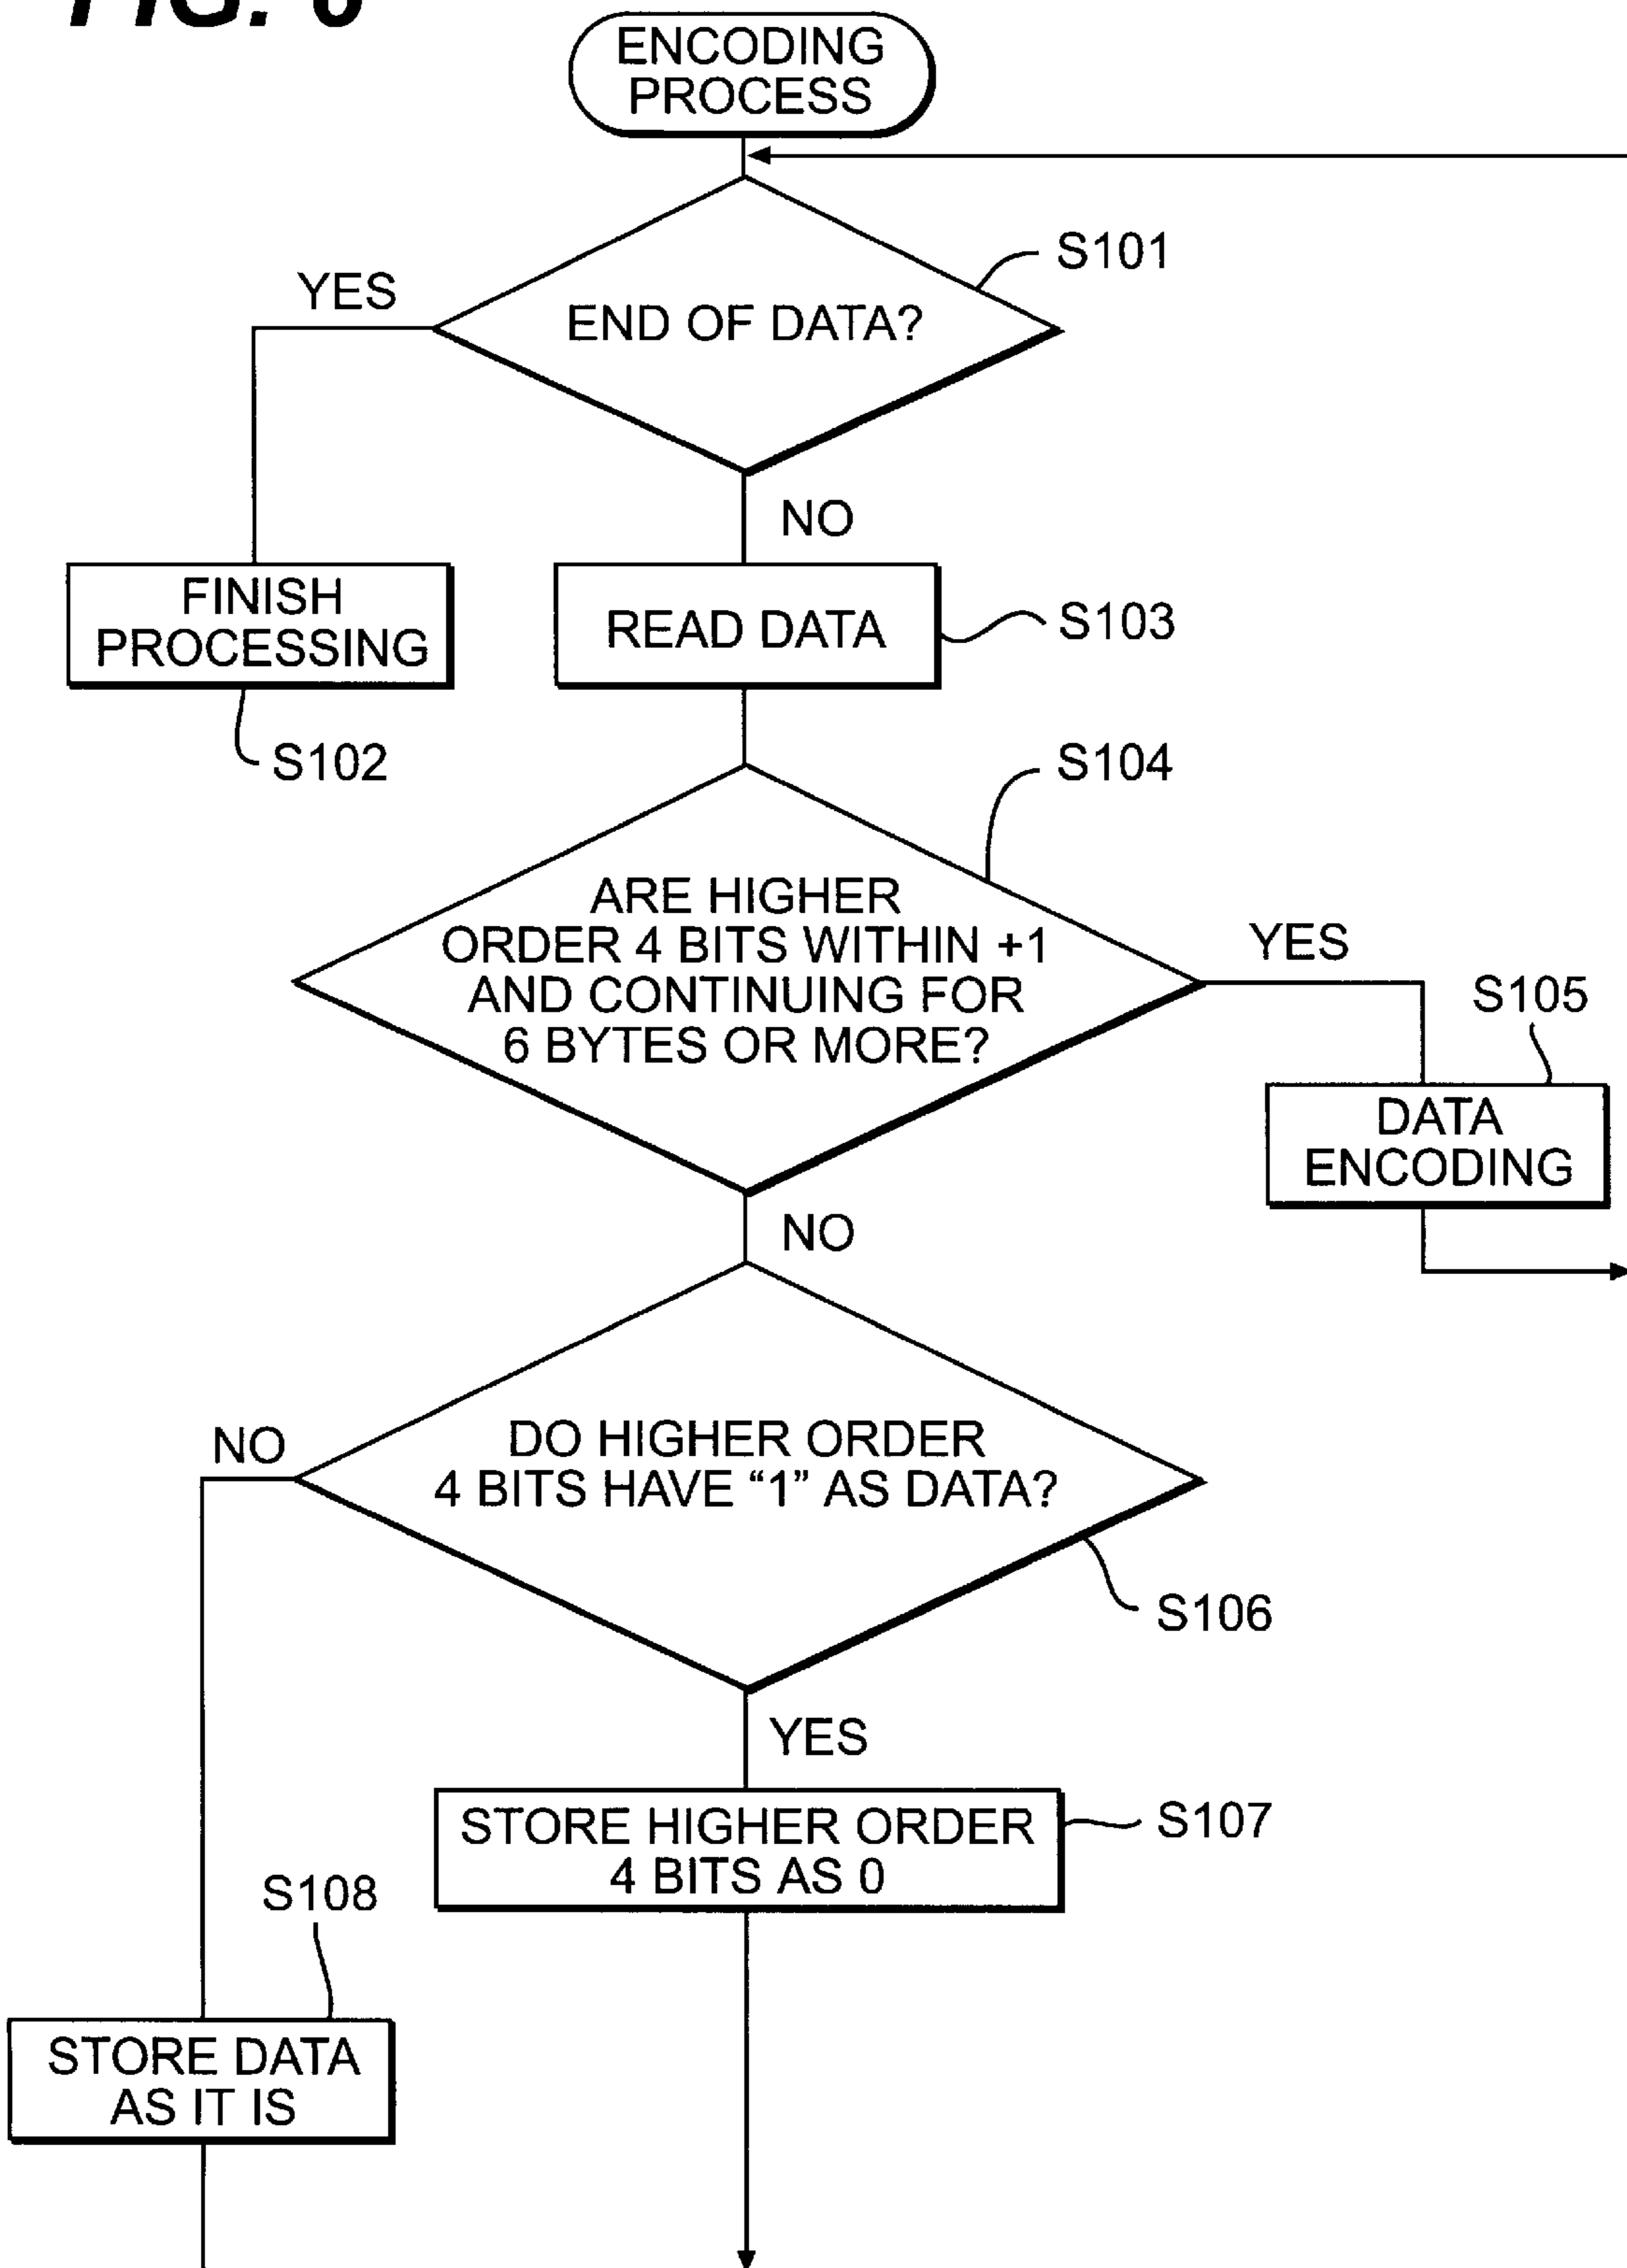 ENCODING
PROCESS
S101
YES
END OF DATA?
NO
FINISH
PROCESSING
READ DATA
S103
S102
S104
ARE HIGHER
ORDER 4 BITS WITHIN +1
AND CONTINUING FOR
6 BYTES OR MORE?
YES
S105
DATA
ENCODING
NO
NO
DO HIGHER ORDER
4 BITS HAVE “1” AS DATA?
S106
YES
STORE HIGHER ORDER
4 BITS AS 0
S107
S108
STORE DATA
AS IT IS